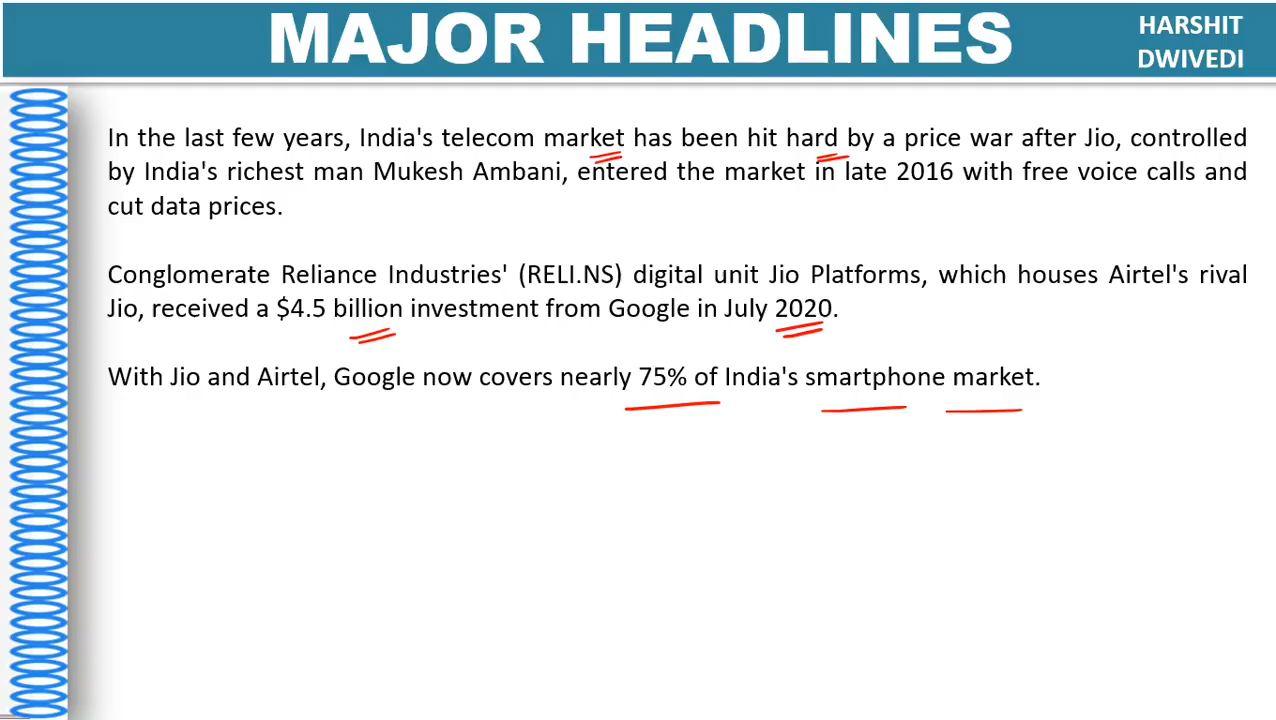 MAJOR HEADLINES
HARSHIT
DWIVEDI
In the last few years, India's telecom market has been hit hard by a price war after Jio, controlled
by India's richest man Mukesh Ambani, entered the market in late 2016 with free voice calls and
cut data prices.
Conglomerate Reliance Industries' (RELI.NS) digital unit Jio Platforms, which houses Airtel's rival
Jio, received a $4.5 billion investment from Google in July 2020.
With Jio and Airtel, Google now covers nearly 75% of India's smartphone market.